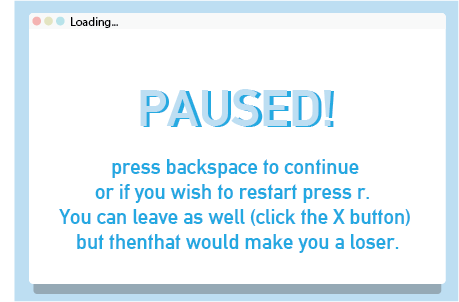 Loading...
PAUSED!
press backspace to continue
or if you wish to restart press r.
You can leave as well (click the X button)
but thenthat would make you a loser.